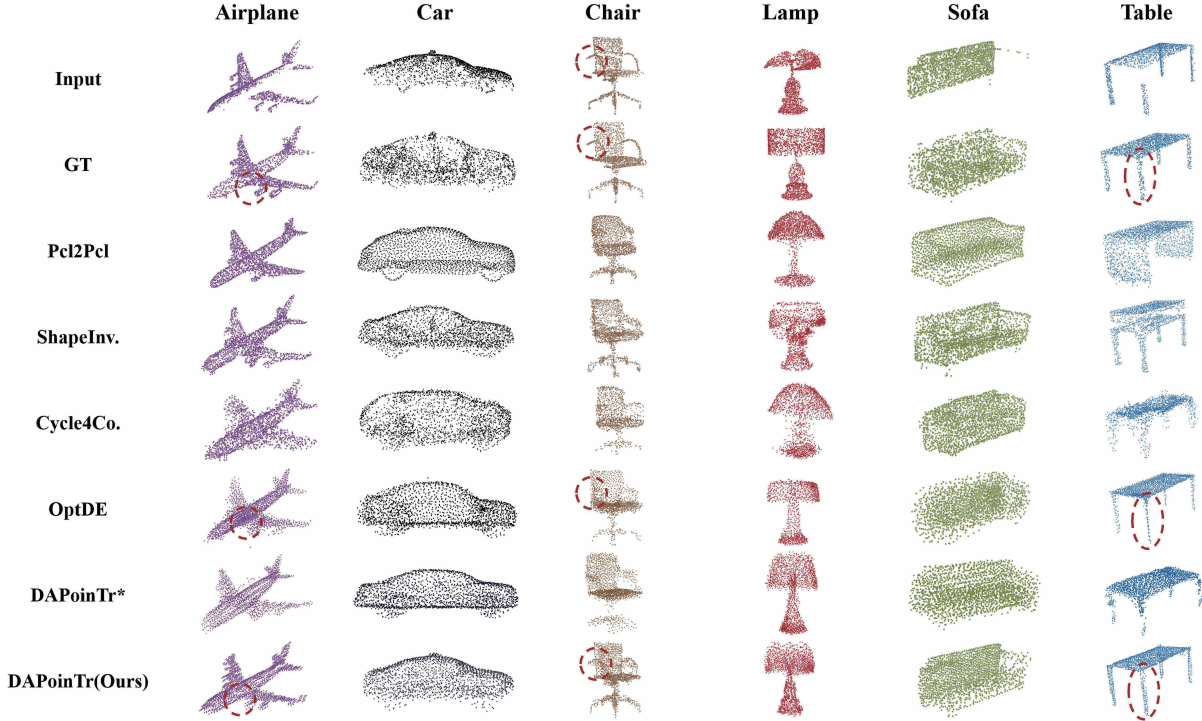 Airplane Car Chair Lamp Sofa Table
Input
GT
Pcl2Pcl
ShapeInv.
Cycle4Co.
OptDE
DAPoinTr*
DAPoinTr(Ours)